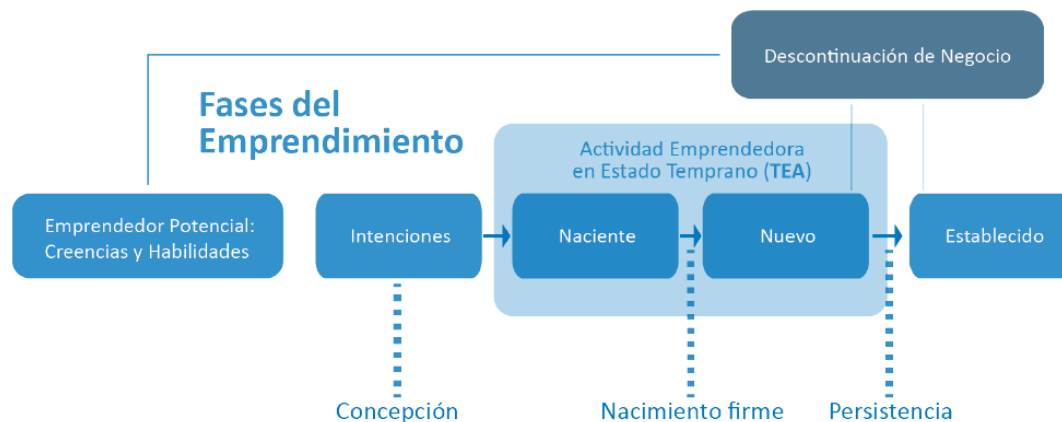 Descontinuación de Negocio
Fases del
Emprendimiento
Actividad Emprendedora
en Estado Temprano (TEA)
Emprendedor Potencial:
Creencias y Habilidades
Intenciones
Naciente
Nuevo
Establecido
Concepción
Nacimiento firme
Persistencia